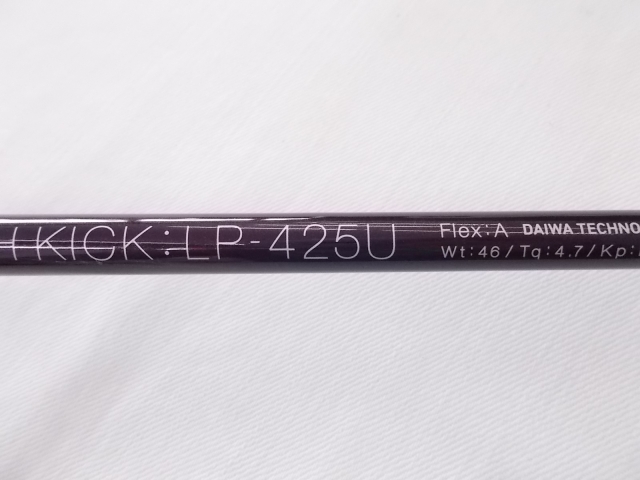 H KICK:LP-425U
Flex:A DAIWA TECHNO
Wt:46/Tq:4.7/Kp: